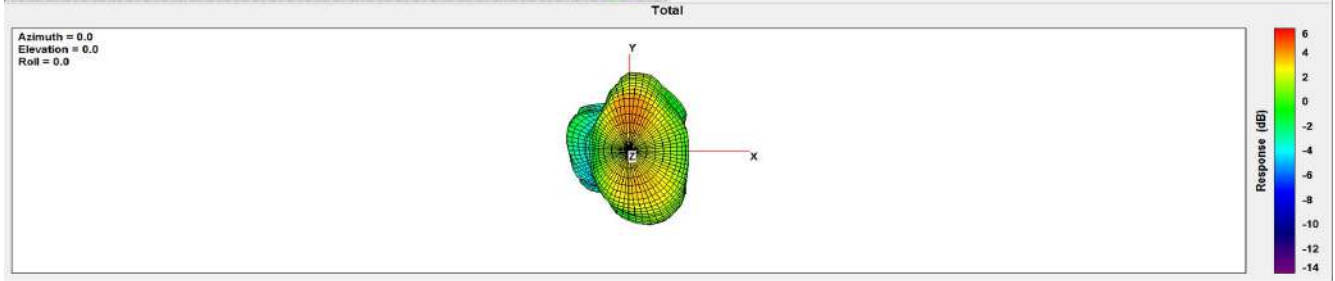 Total
Azimuth = 0.0
Elevation = 0.0
Roll = 0.0
Y
Z
X
Response (dB)
6
4
2
0
-2
-4
-6
-8
-10
-12
-14